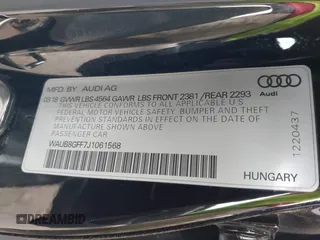 MFD. BY: AUDI AG
03.18 GVWR LBS 4564 GAWR LBS FRONT 2381 / REAR 2293
THIS VEHICLE CONFORMS TO ALL APPLICABLE U.S
FEDERAL MOTOR VEHICLE SAFETY, BUMPER AND THEFT
PREVENTION STANDARDS IN EFFECT ON THE DATE OF
MANUFACTURE SHOWN ABOVE
PASSENGER CAR
WAUB8GFF7J1061568
Audi
1220437
HUNGARY
DREAMBID